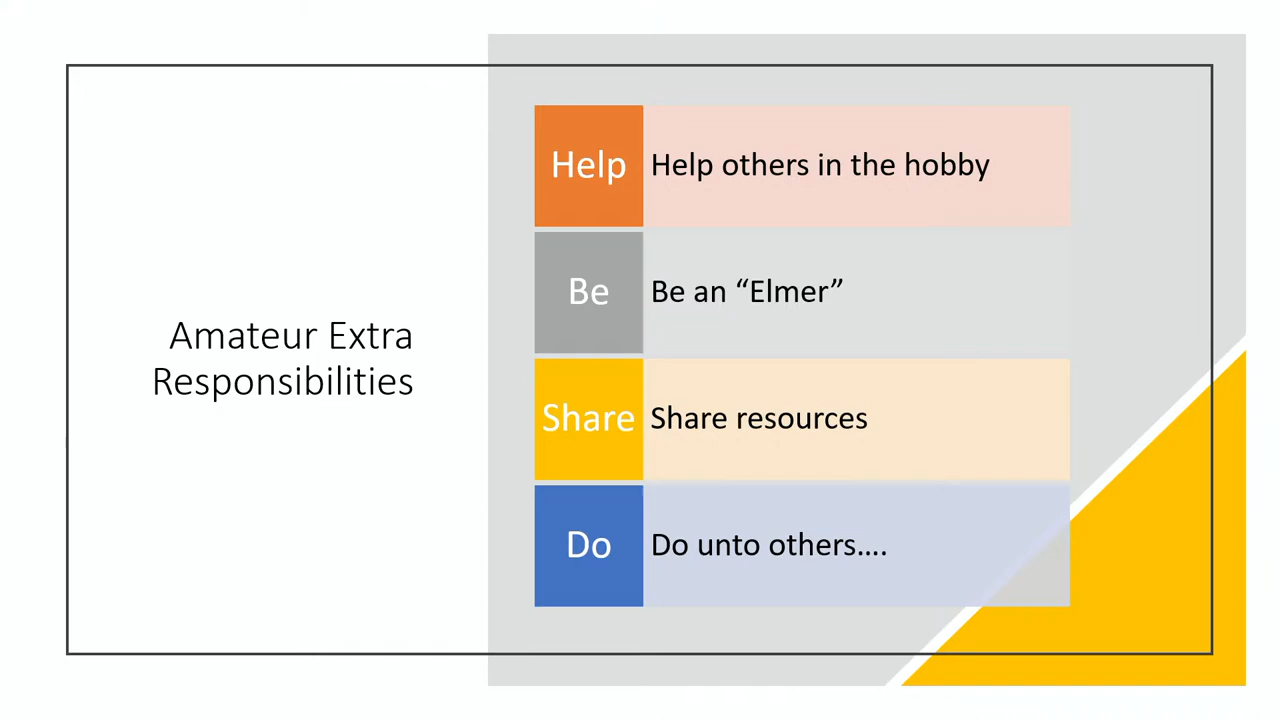 Amateur Extra
Responsibilities
Help
Help others in the hobby
Be
Be an “Elmer”
Share
Share resources
Do
Do unto others....